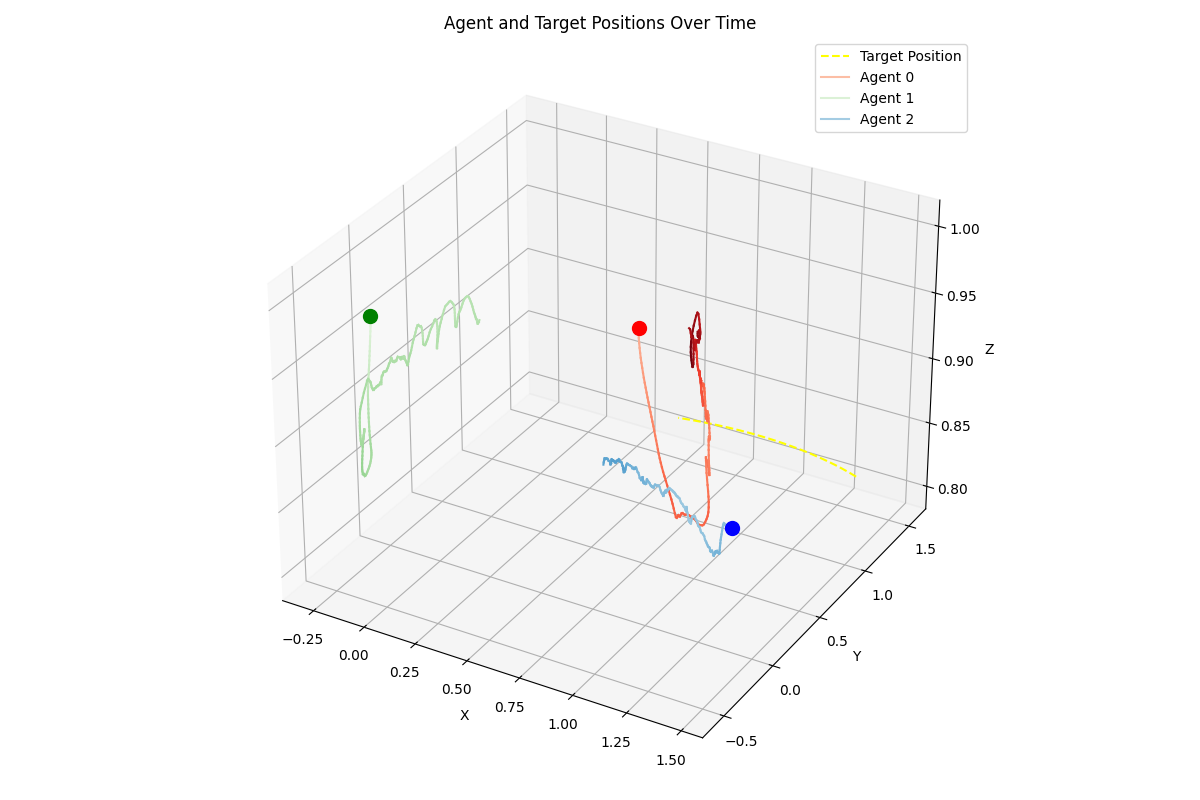 Agent and Target Positions Over Time
Target Position
Agent 0
Agent 1
Agent 2
1.00
0.95
Z
0.90
0.85
0.80
1.5
1.0
0.5
Y
0.0
−0.5
−0.25
0.00
0.25
0.50
X
0.75
1.00
1.25
1.50